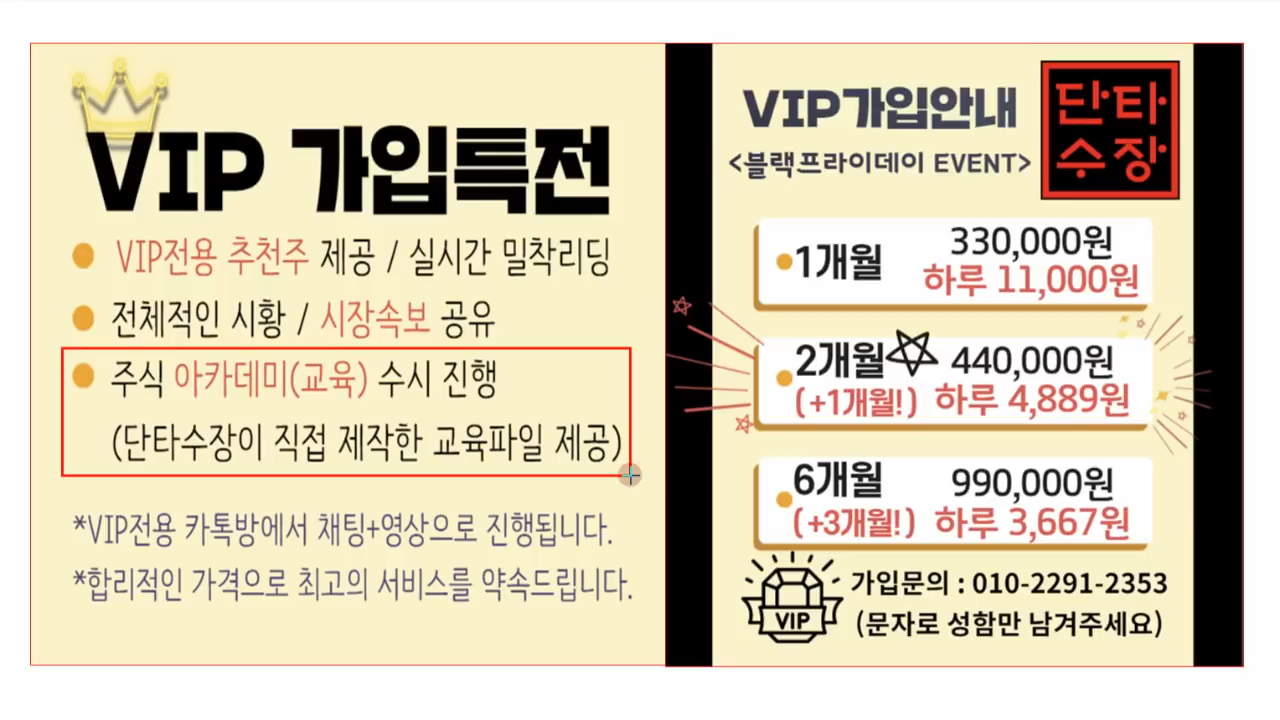 VIP 가입특전
VIP전용 추천주 제공 / 실시간 밀착리딩
전체적인 시황 / 시장속보 공유
주식 아카데미(교육) 수시 진행
(단타수장이 직접 제작한 교육파일 제공)
*VIP전용 카톡방에서 채팅+영상으로 진행됩니다.
*합리적인 가격으로 최고의 서비스를 약속드립니다.
VIP가입안내
<블랙프라이데이 EVENT>
단타
수장
1개월
330,000원
하루 11,000원
2개월
(+1개월!)
440,000원
하루 4,889원
6개월
(+3개월!)
990,000원
하루 3,667원
VIP
가입문의 : 010-2291-2353
(문자로 성함만 남겨주세요)